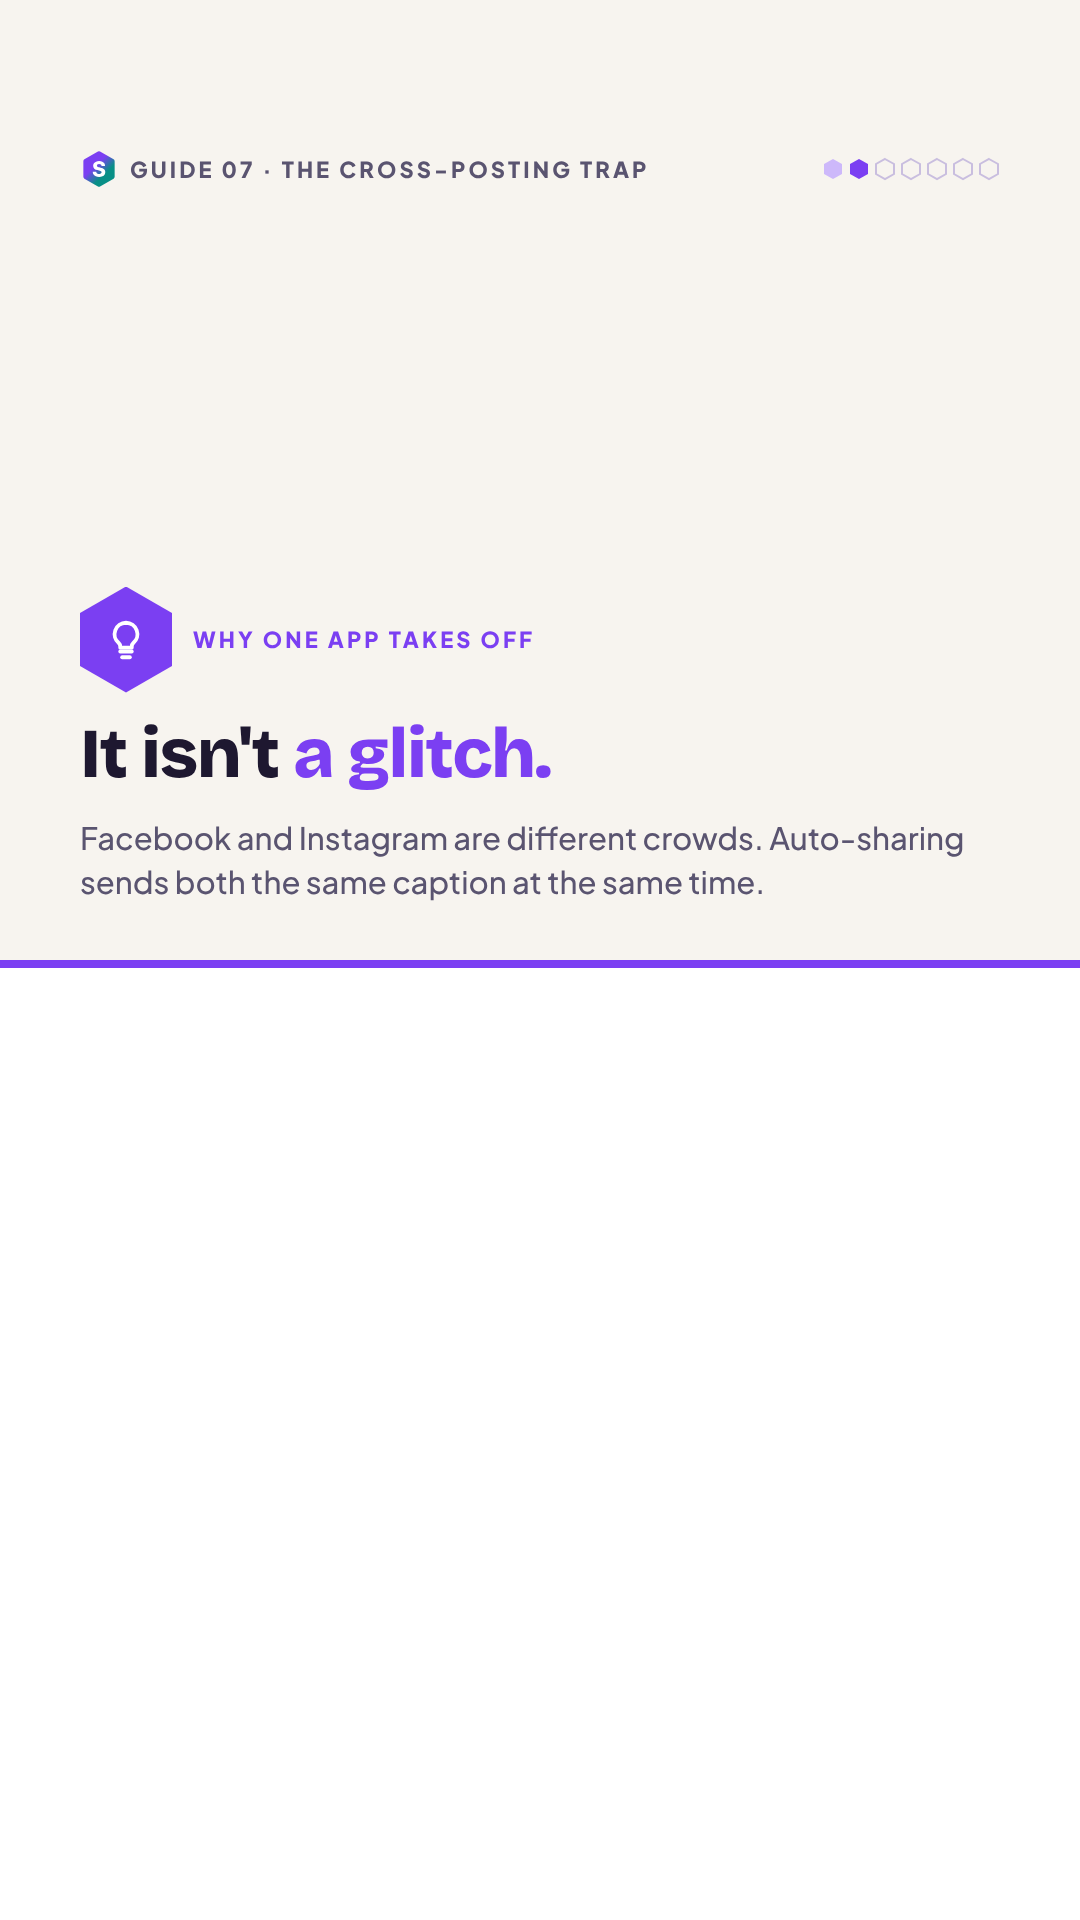 S GUIDE 07 · THE CROSS-POSTING TRAP
WHY ONE APP TAKES OFF
It isn't a glitch.
Facebook and Instagram are different crowds. Auto-sharing
sends both the same caption at the same time.